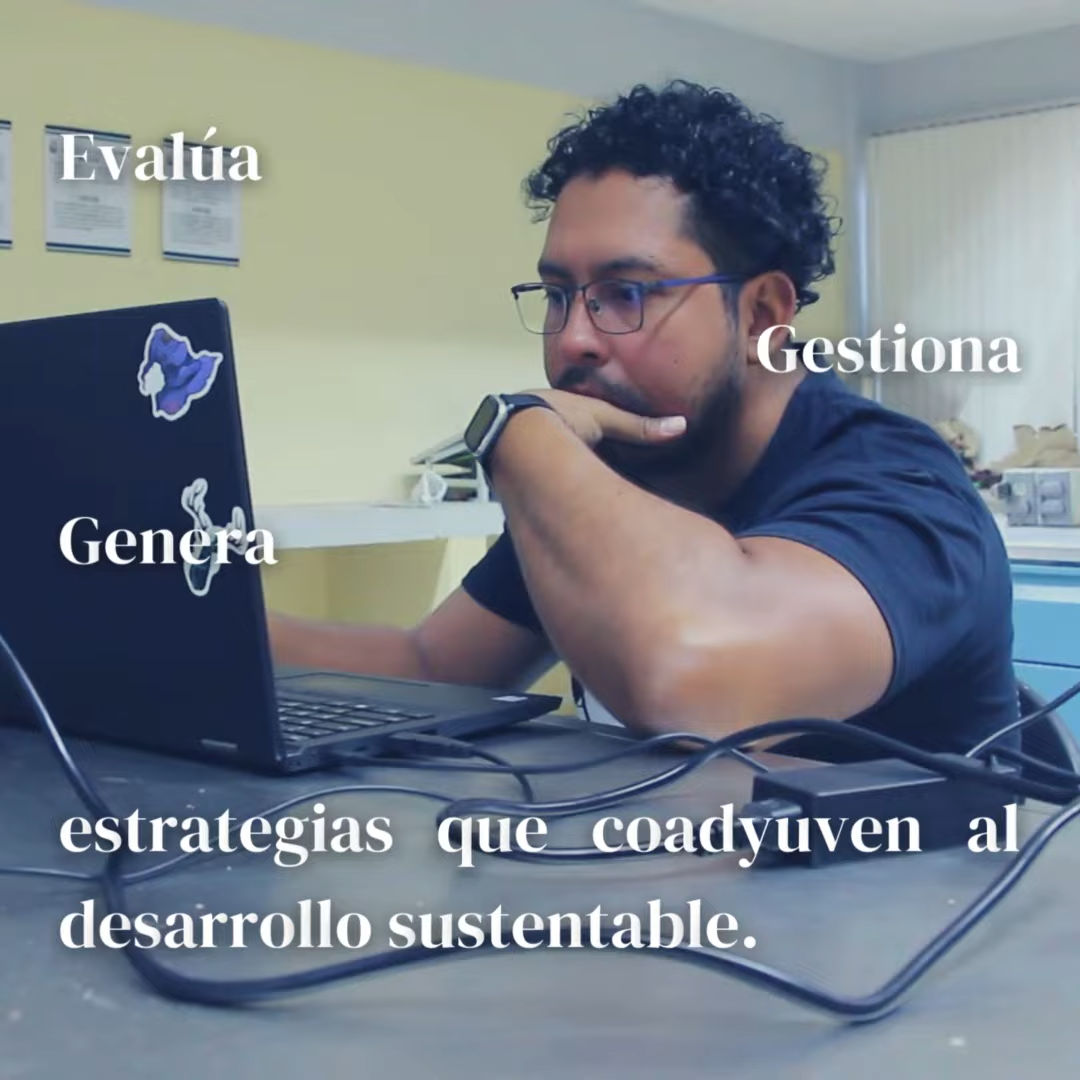 Evalúa
Gestiona
Genera
estrategias que coadyuven al
desarrollo sustentable.